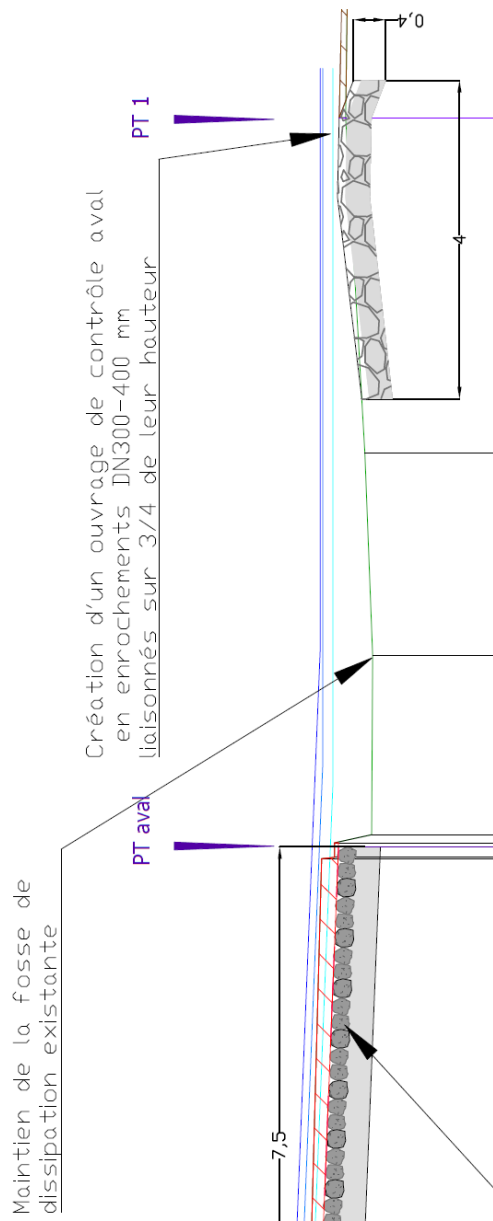 Maintien de la fosse de
dissipation existante
Création d'un ouvrage de contrôle aval
en enrochements DN300-400 mm
liaisonnés sur 3/4 de leur hauteur
PT aval
PT 1
7,5
4
0,4